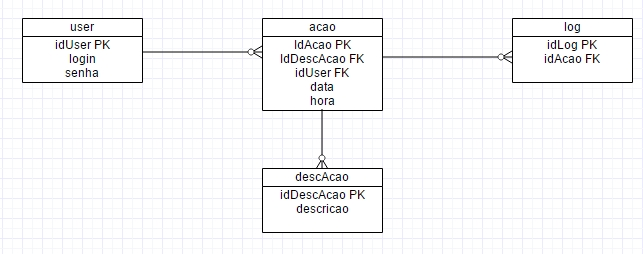 user
idUser PK
login
senha
acao
IdAcao PK
IdDescAcao FK
idUser FK
data
hora
log
idLog PK
idAcao FK
descAcao
idDescAcao PK
descricao